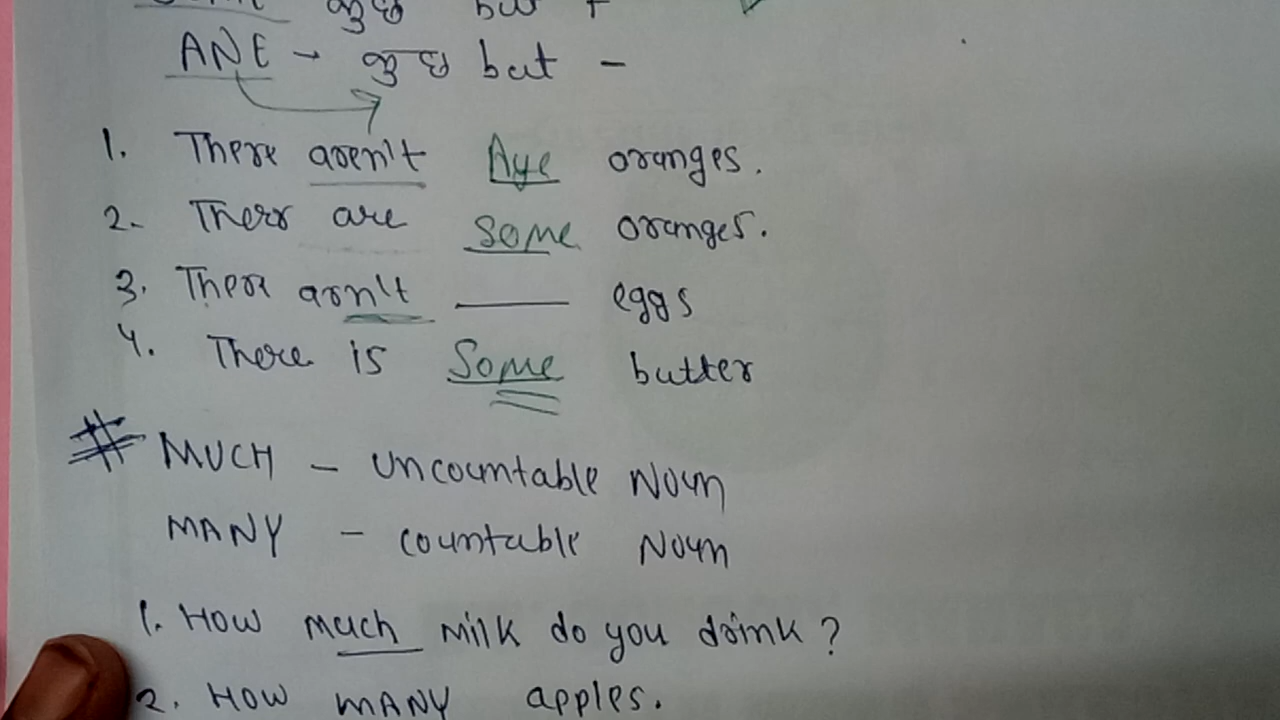 कुछ but +
ANE → कुछ but -
1. There aren't Aye oranges.
2. There are Some oranges.
3. There arn't ____ eggs
4. There is Some butter
# MUCH - Uncountable Noun
MANY - Countable Noun
1. How Much Milk do you drink?
2. How MANY apples.